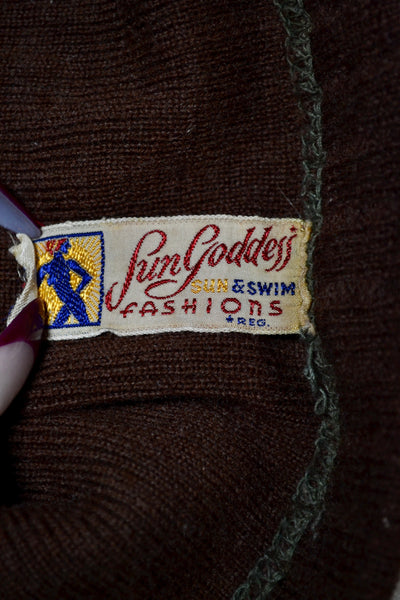 Sun Goddess
SUN & SWIM
FASHIONS
★REG.